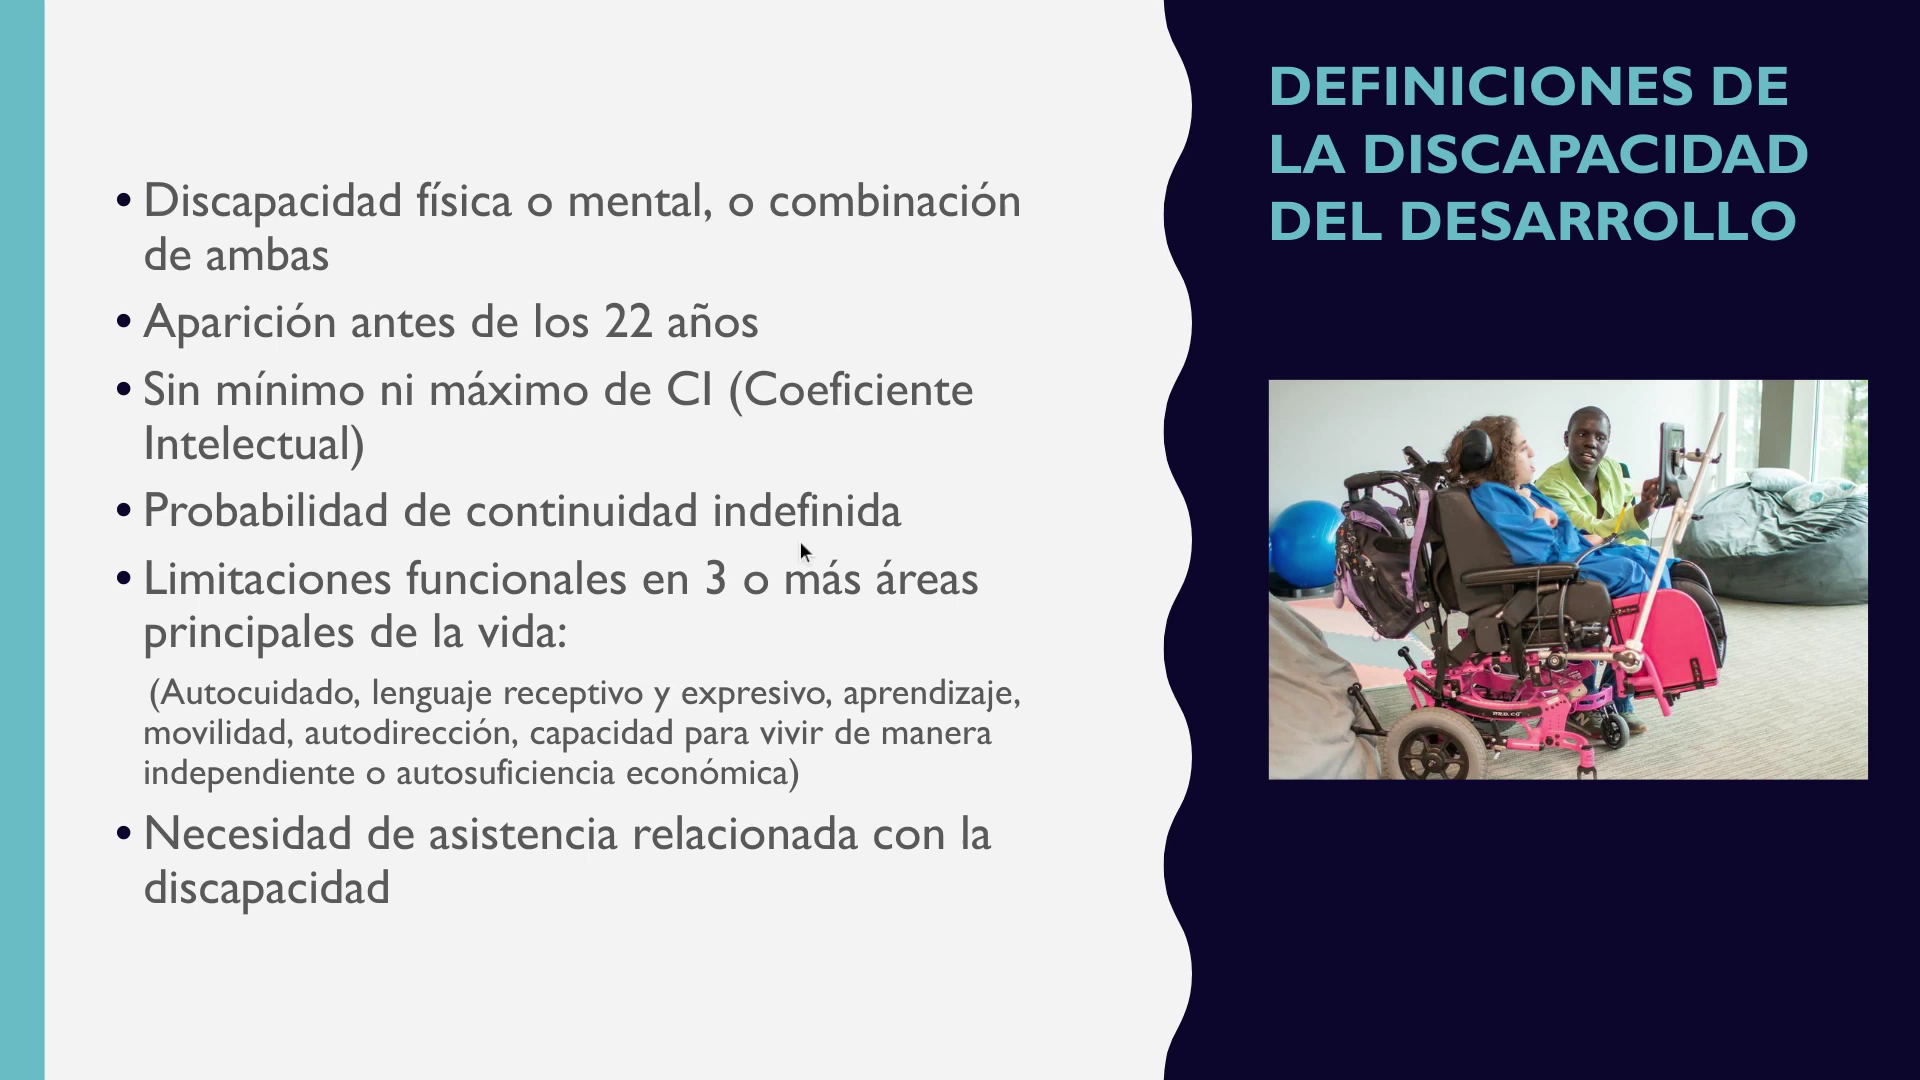 DEFINICIONES DE
LA DISCAPACIDAD
DEL DESARROLLO
• Discapacidad física o mental, o combinación
de ambas
• Aparición antes de los 22 años
• Sin mínimo ni máximo de CI (Coeficiente
Intelectual)
• Probabilidad de continuidad indefinida
• Limitaciones funcionales en 3 o más áreas
principales de la vida:
(Autocuidado, lenguaje receptivo y expresivo, aprendizaje,
movilidad, autodirección, capacidad para vivir de manera
independiente o autosuficiencia económica)
• Necesidad de asistencia relacionada con la
discapacidad